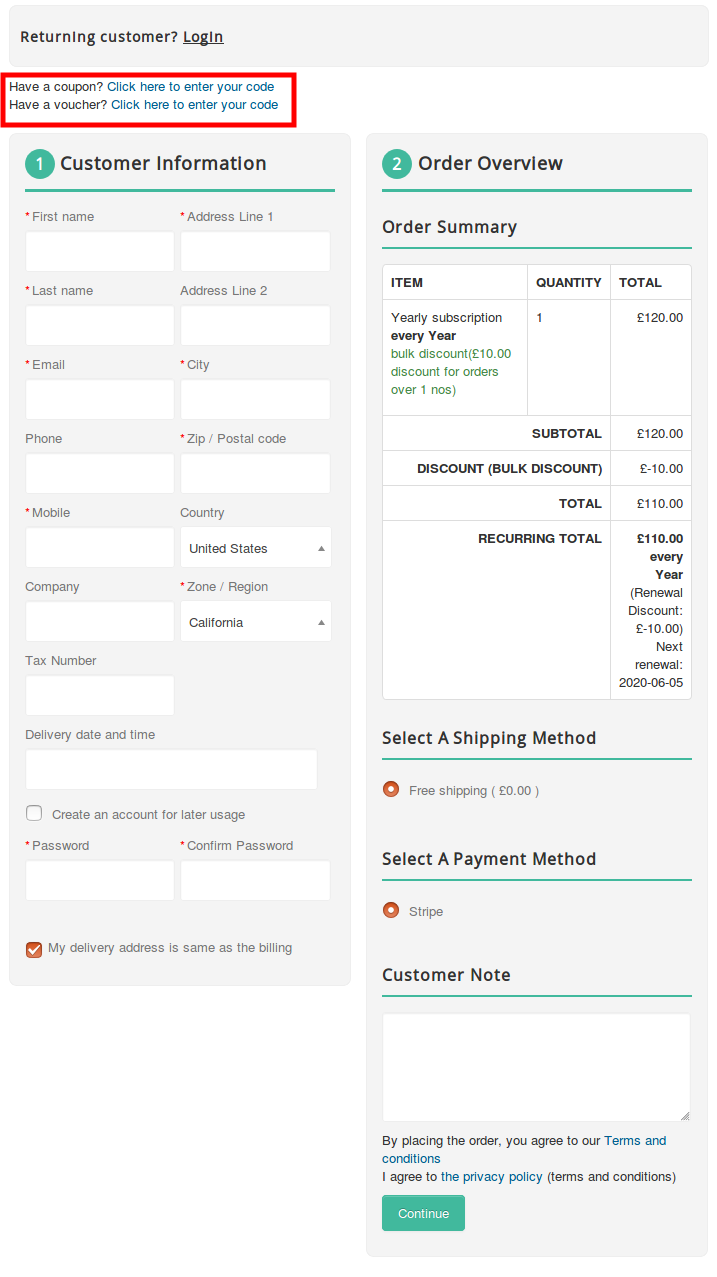 Returning customer? Login
Have a coupon? Click here to enter your code
Have a voucher? Click here to enter your code
1 Customer Information
* First name * Address Line 1
* Last name Address Line 2
* Email * City
Phone * Zip / Postal code
* Mobile Country
United States
Company * Zone / Region
California
Tax Number
Delivery date and time
Create an account for later usage
* Password * Confirm Password
My delivery address is same as the billing
2 Order Overview
Order Summary
ITEM QUANTITY TOTAL
Yearly subscription 1 £120.00
every Year
bulk discount(£10.00
discount for orders
over 1 nos)
SUBTOTAL £120.00
DISCOUNT (BULK DISCOUNT) £-10.00
TOTAL £110.00
RECURRING TOTAL £110.00
every
Year
(Renewal
Discount:
£-10.00)
Next
renewal:
2020-06-05
Select A Shipping Method
Free shipping ( £0.00 )
Select A Payment Method
Stripe
Customer Note
By placing the order, you agree to our Terms and
conditions
I agree to the privacy policy (terms and conditions)
Continue